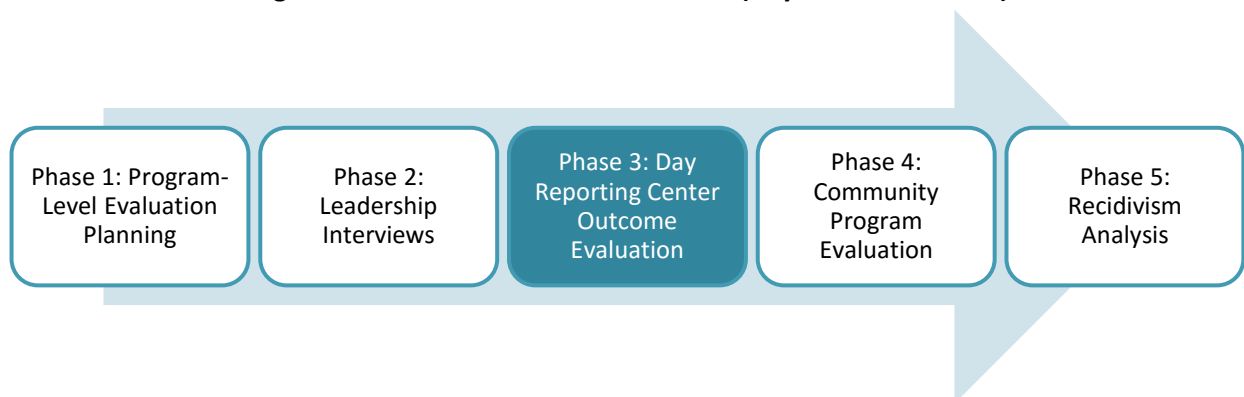 Phase 1: Program-
Level Evaluation
Planning
Phase 2:
Leadership
Interviews
Phase 3: Day
Reporting Center
Outcome
Evaluation
Phase 4:
Community
Program
Evaluation
Phase 5:
Recidivism
Analysis